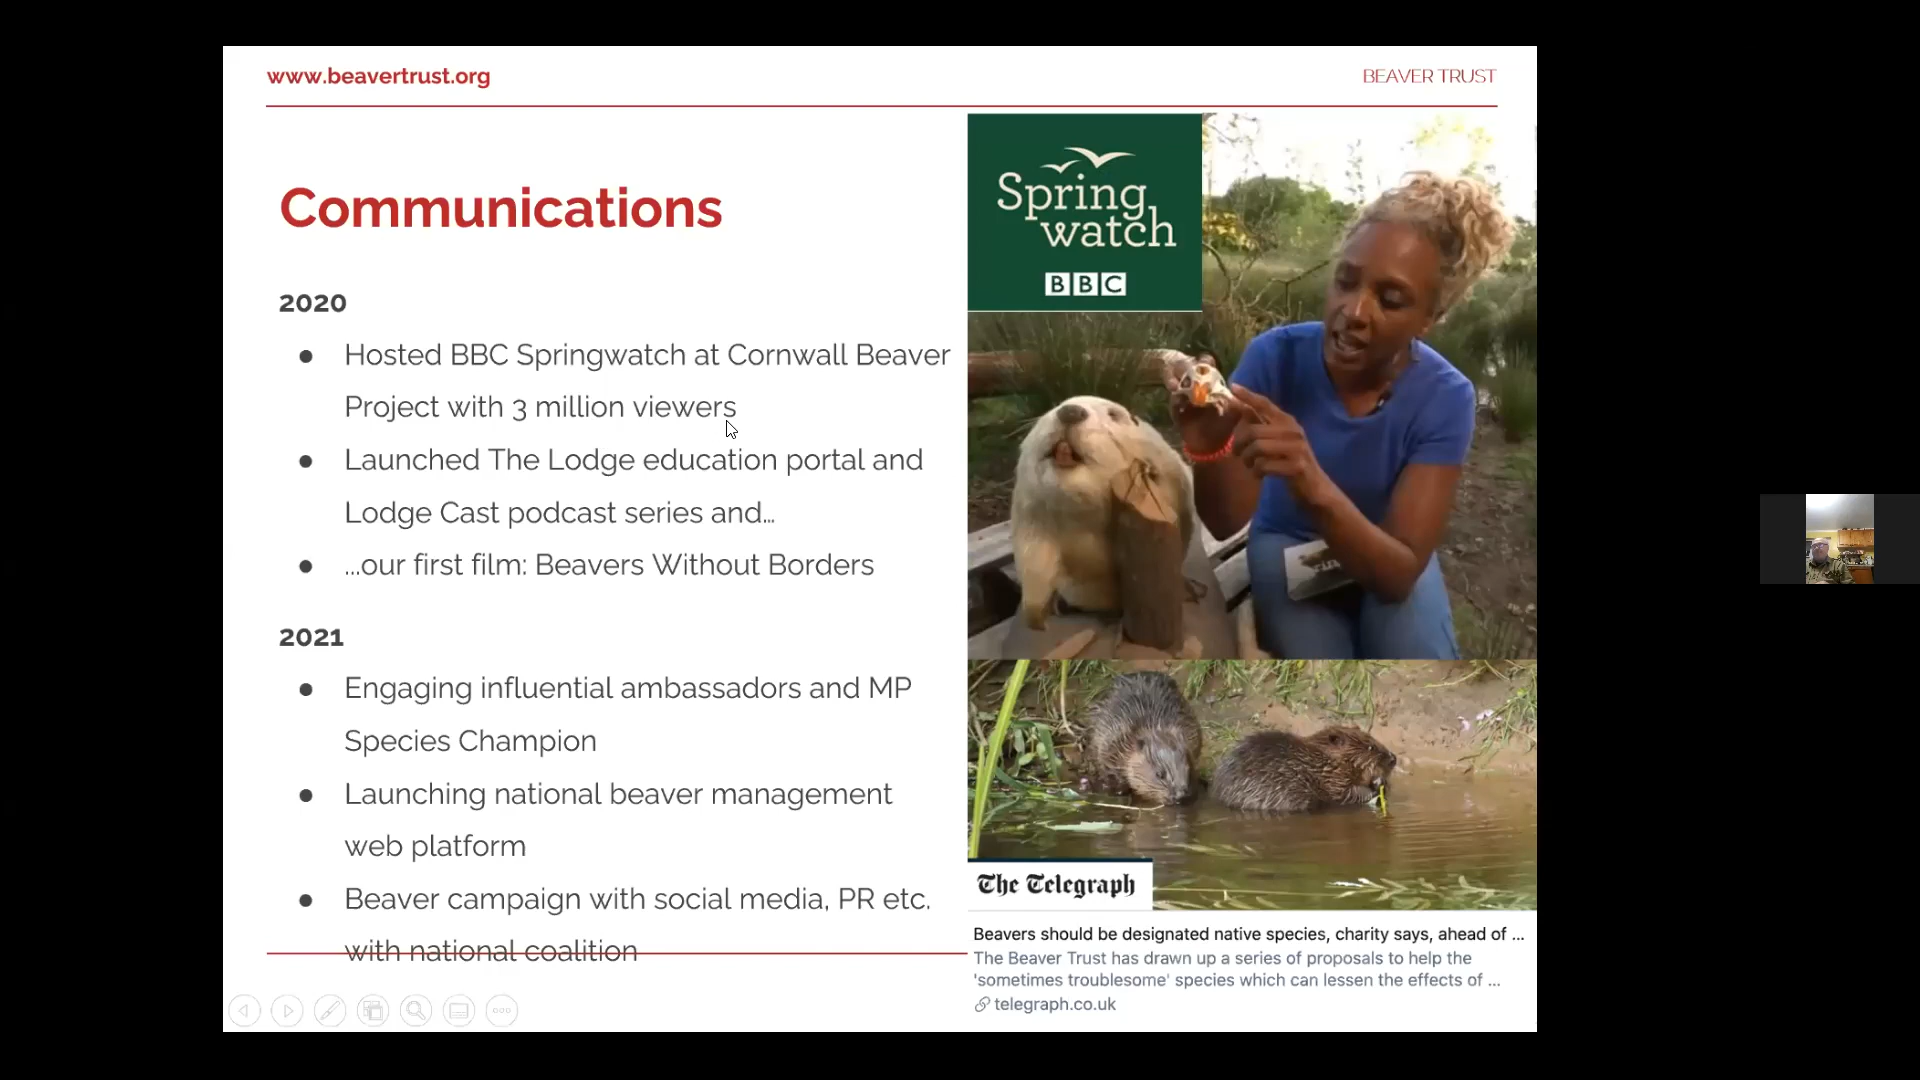 www.beavertrust.org
BEAVER TRUST
Communications
2020
● Hosted BBC Springwatch at Cornwall Beaver
Project with 3 million viewers
● Launched The Lodge education portal and
Lodge Cast podcast series and...
● ...our first film: Beavers Without Borders
2021
● Engaging influential ambassadors and MP
Species Champion
● Launching national beaver management
web platform
● Beaver campaign with social media, PR etc.
with national coalition
Spring
watch
BBC
The Telegraph
Beavers should be designated native species, charity says, ahead of ...
The Beaver Trust has drawn up a series of proposals to help the
'sometimes troublesome' species which can lessen the effects of ...
telegraph.co.uk